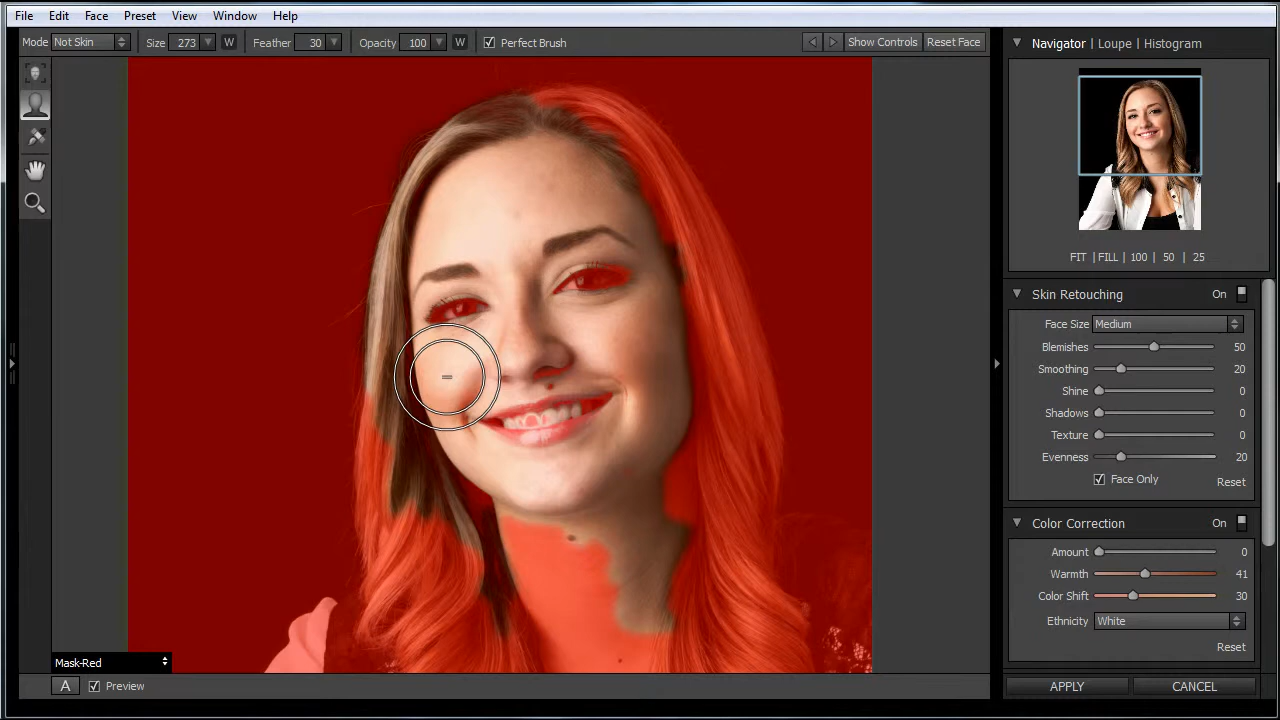 File Edit Face Preset View Window Help
Mode Not Skin Size 273 W Feather 30 Opacity 100 W Perfect Brush Show Controls Reset Face
Navigator | Loupe | Histogram
FIT | FILL | 100 | 50 | 25
Skin Retouching On
Face Size Medium
Blemishes 50
Smoothing 20
Shine 0
Shadows 0
Texture 0
Evenness 20
Face Only Reset
Color Correction On
Amount 0
Warmth 41
Color Shift 30
Ethnicity White
Reset
Mask-Red
A Preview
APPLY CANCEL